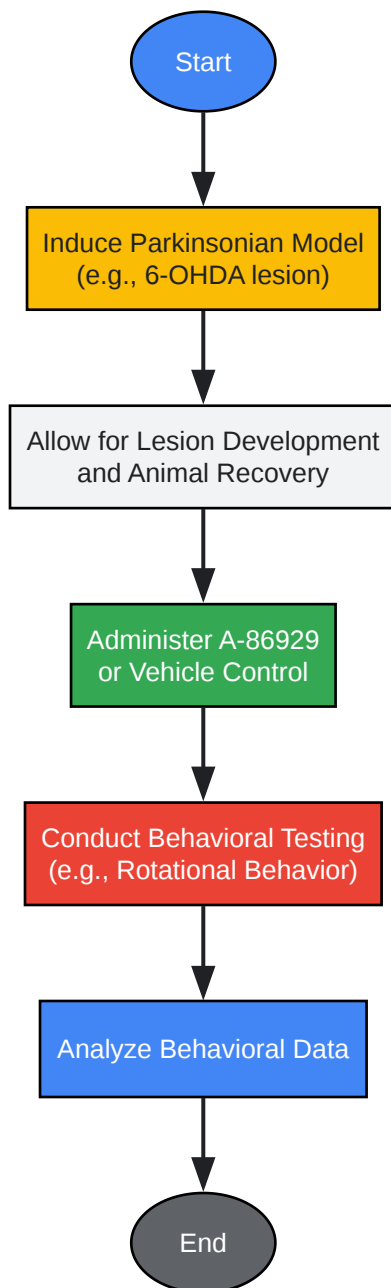 Start
Induce Parkinsonian Model
(e.g., 6-OHDA lesion)
Allow for Lesion Development
and Animal Recovery
Administer A-86929
or Vehicle Control
Conduct Behavioral Testing
(e.g., Rotational Behavior)
Analyze Behavioral Data
End